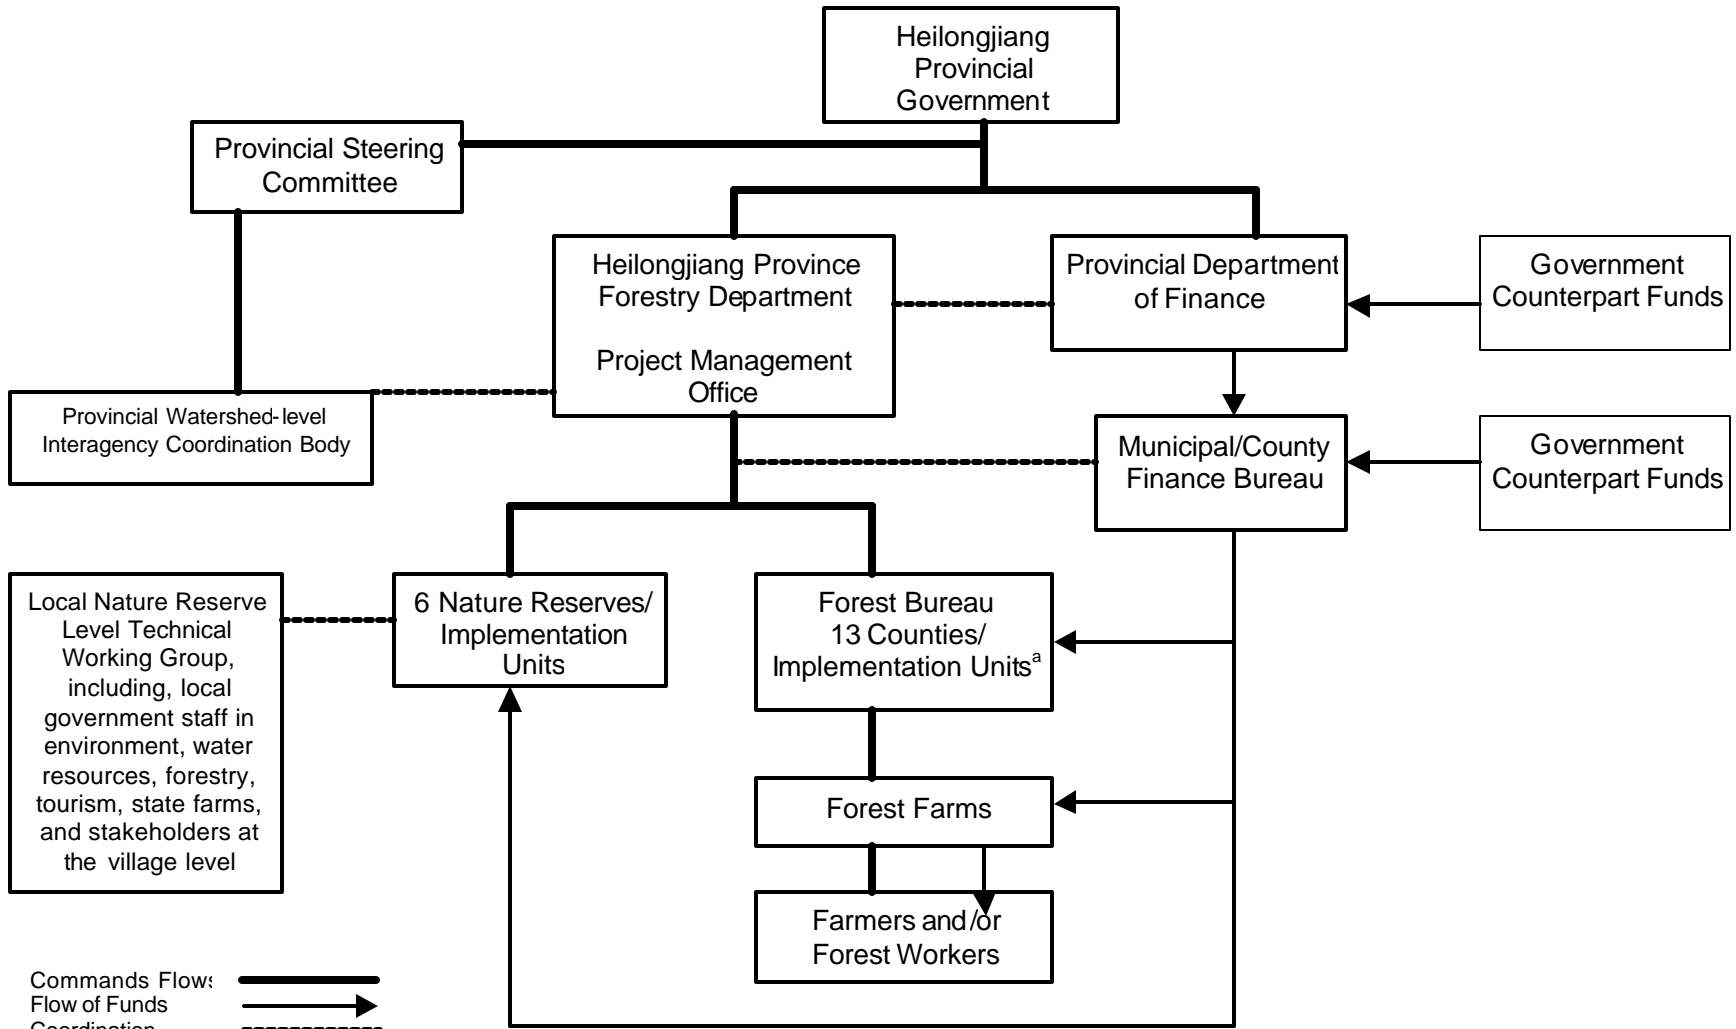 Heilongjiang
Provincial
Government
Provincial Steering
Committee
Heilongjiang Province
Forestry Department
Project Management
Office
Provincial Department
of Finance
Government
Counterpart Funds
Provincial Watershed-level
Interagency Coordination Body
Municipal/County
Finance Bureau
Government
Counterpart Funds
Local Nature Reserve
Level Technical
Working Group,
including, local
government staff in
environment, water
resources, forestry,
tourism, state farms,
and stakeholders at
the village level
6 Nature Reserves/
Implementation
Units
Forest Bureau
13 Counties/
Implementation Unitsᵃ
Forest Farms
Farmers and/or
Forest Workers
Commands Flows
Flow of Funds
Coordination